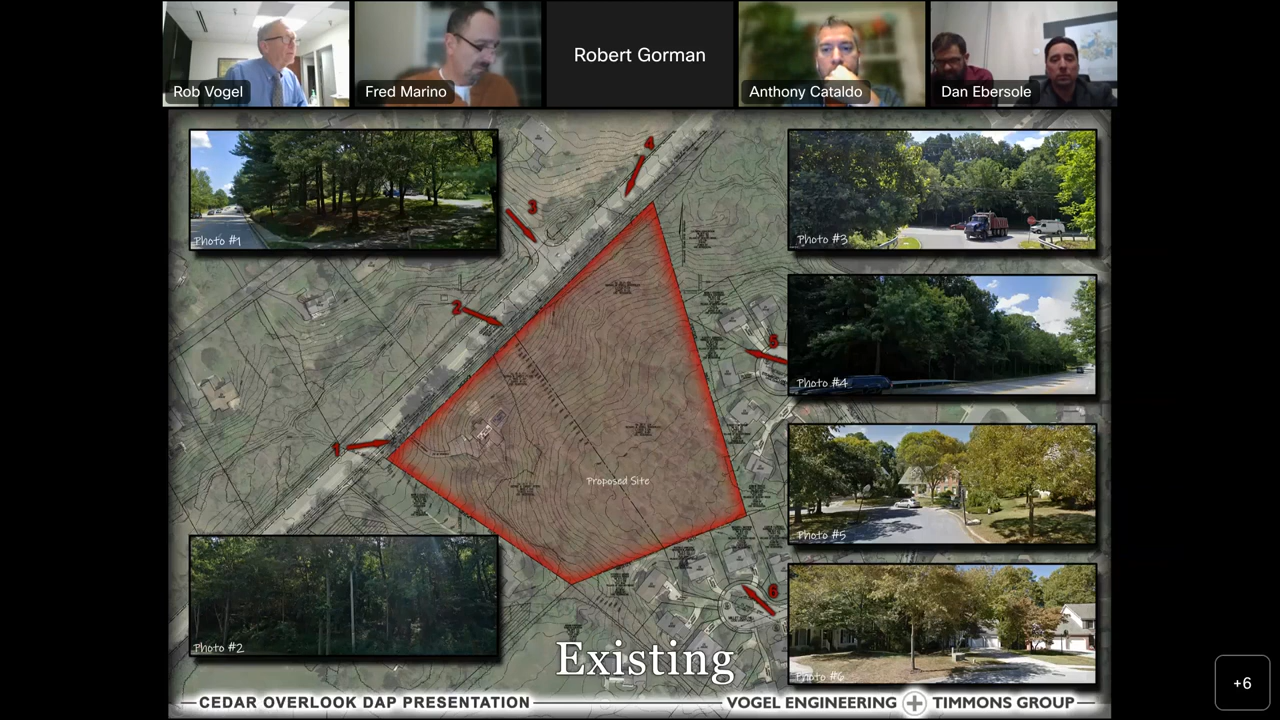 Robert Gorman
Rob Vogel
Fred Marino
Anthony Cataldo
Dan Ebersole
Photo #1
Photo #3
4
3
2
5
Photo #4
1
Proposed Site
Photo #5
6
Photo #2
Existing
Photo #6
CEDAR OVERLOOK DAP PRESENTATION
VOGEL ENGINEERING + TIMMONS GROUP
+6